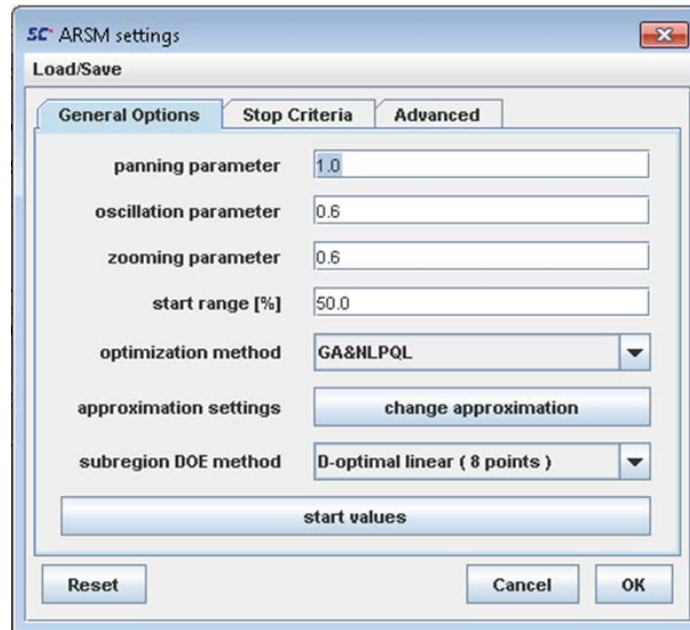 SC ARSM settings
Load/Save
General Options Stop Criteria Advanced
panning parameter 1.0
oscillation parameter 0.6
zooming parameter 0.6
start range [%] 50.0
optimization method GA&NLPQL
approximation settings change approximation
subregion DOE method D-optimal linear ( 8 points )
start values
Reset Cancel OK